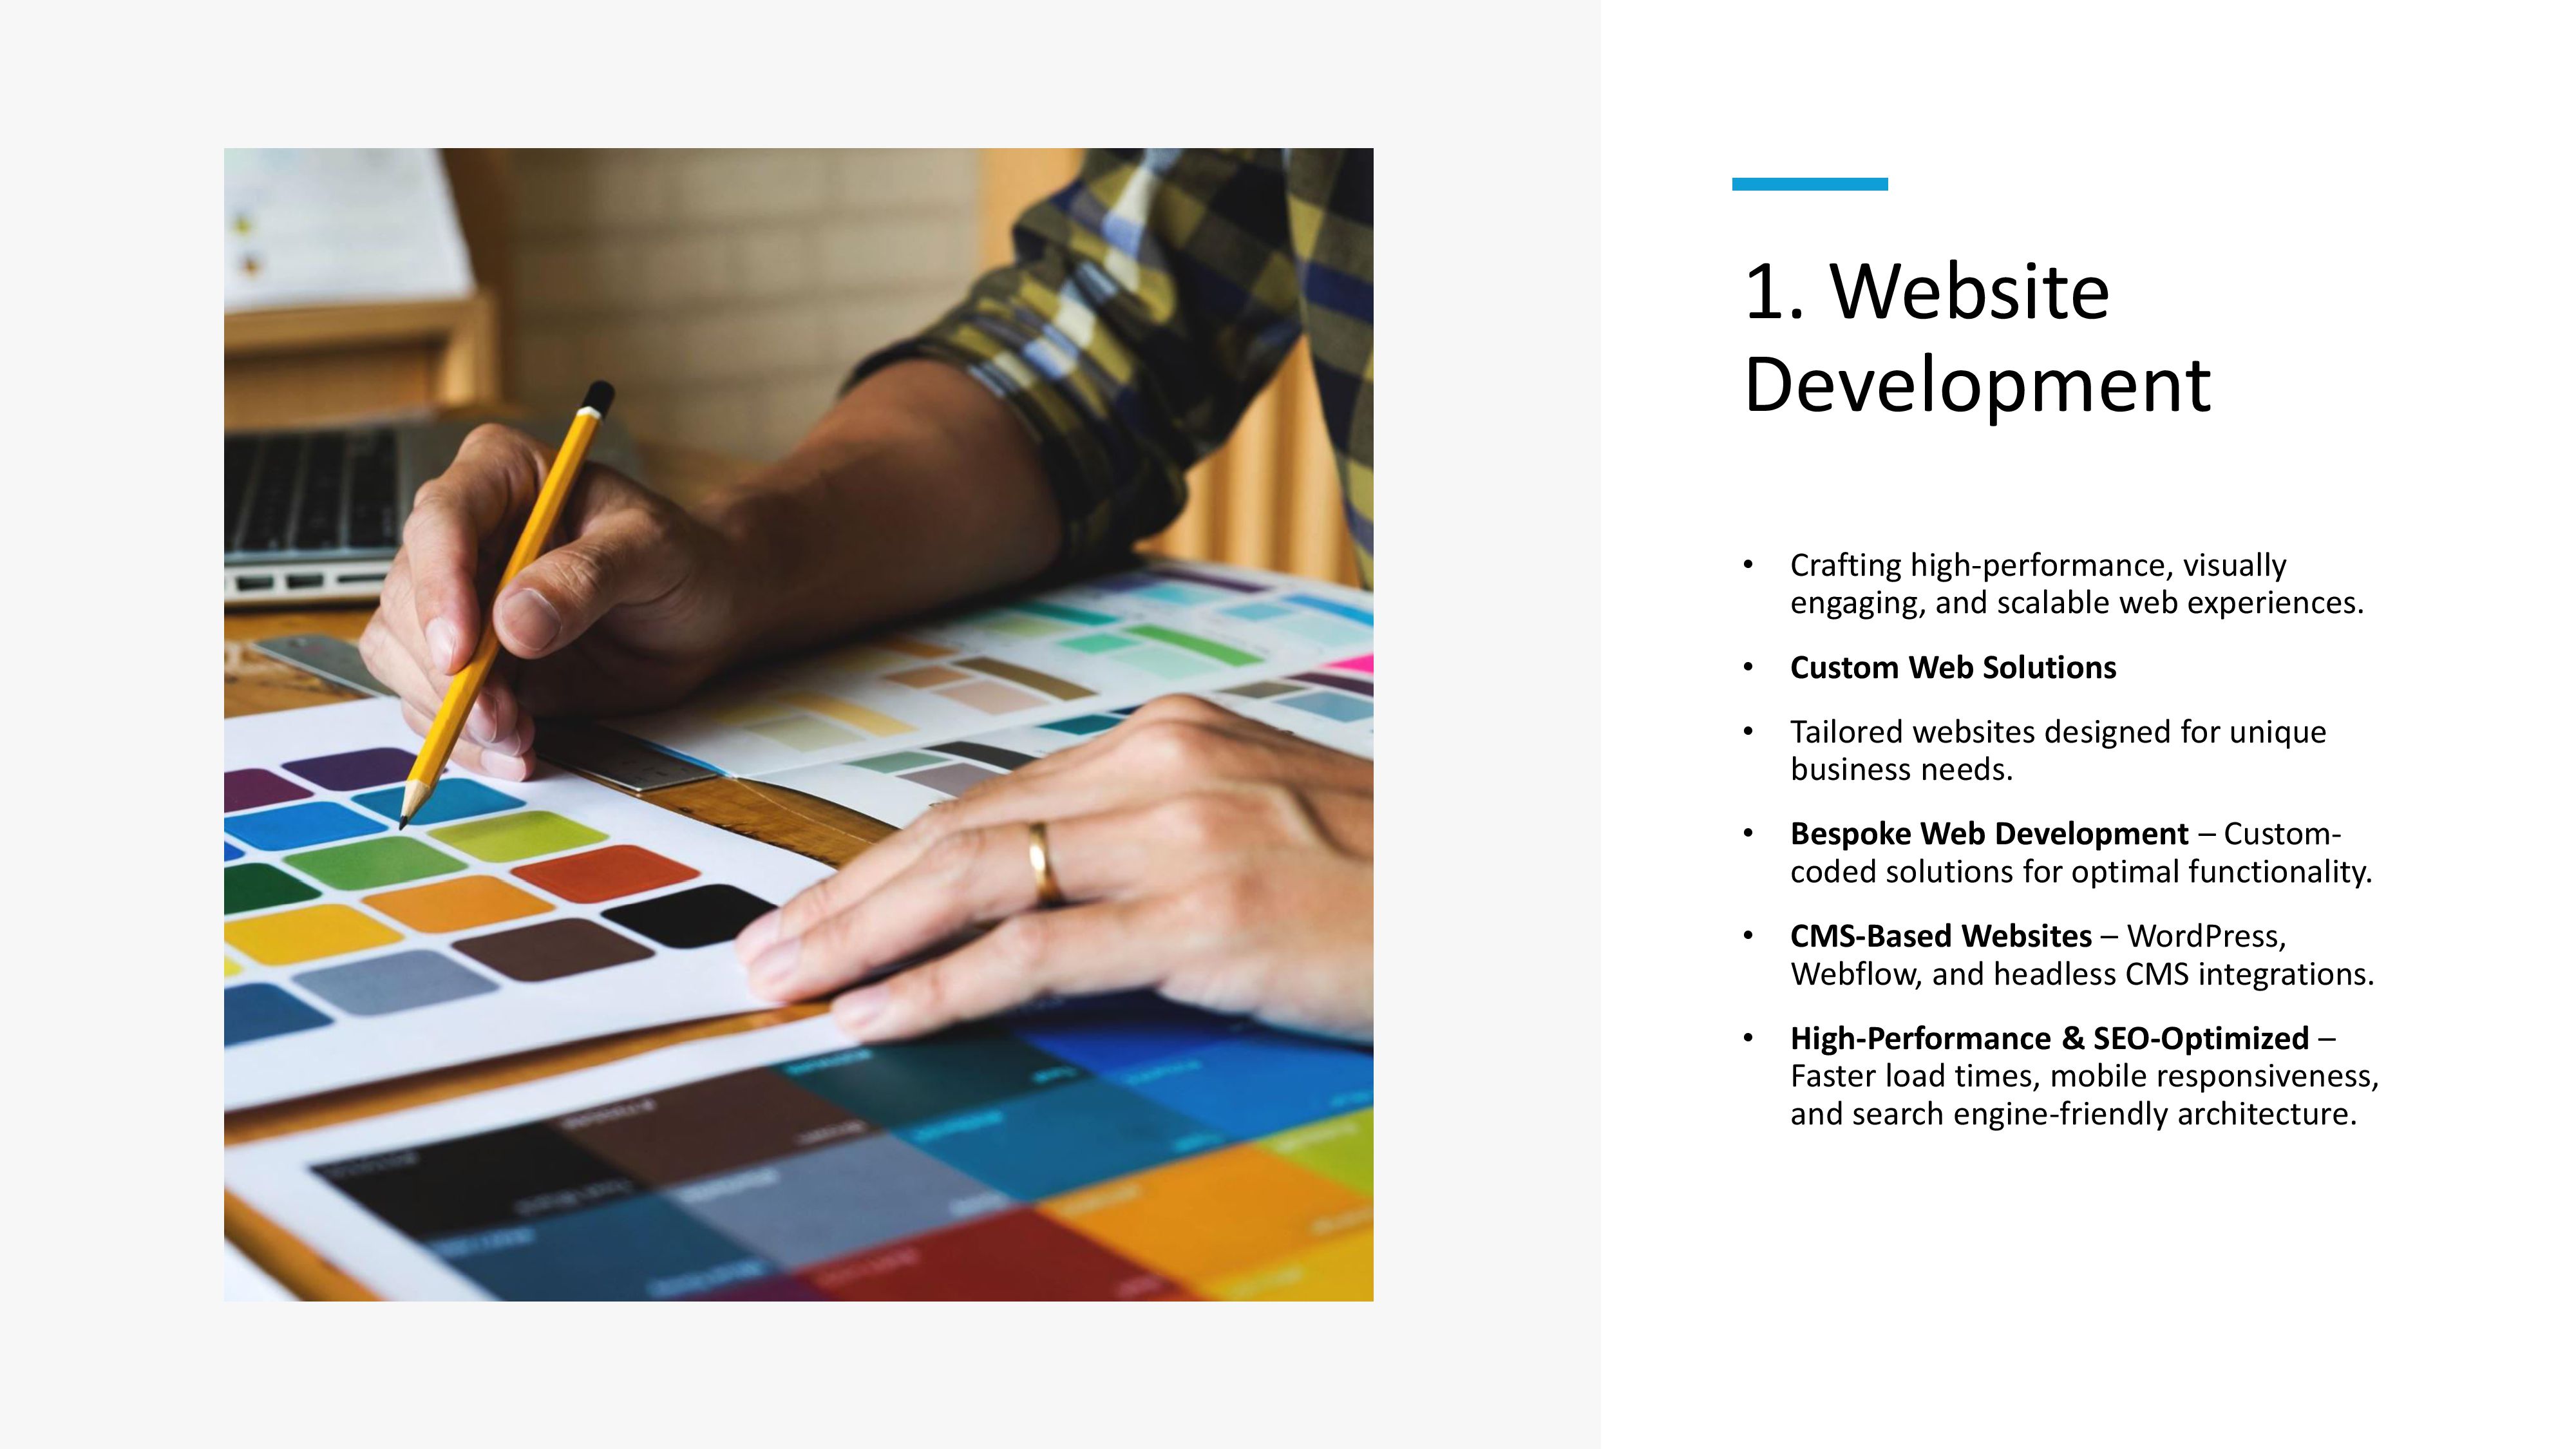 1. Website
Development
• Crafting high-performance, visually
engaging, and scalable web experiences.
• Custom Web Solutions
• Tailored websites designed for unique
business needs.
• Bespoke Web Development – Custom-
coded solutions for optimal functionality.
• CMS-Based Websites – WordPress,
Webflow, and headless CMS integrations.
• High-Performance & SEO-Optimized –
Faster load times, mobile responsiveness,
and search engine-friendly architecture.